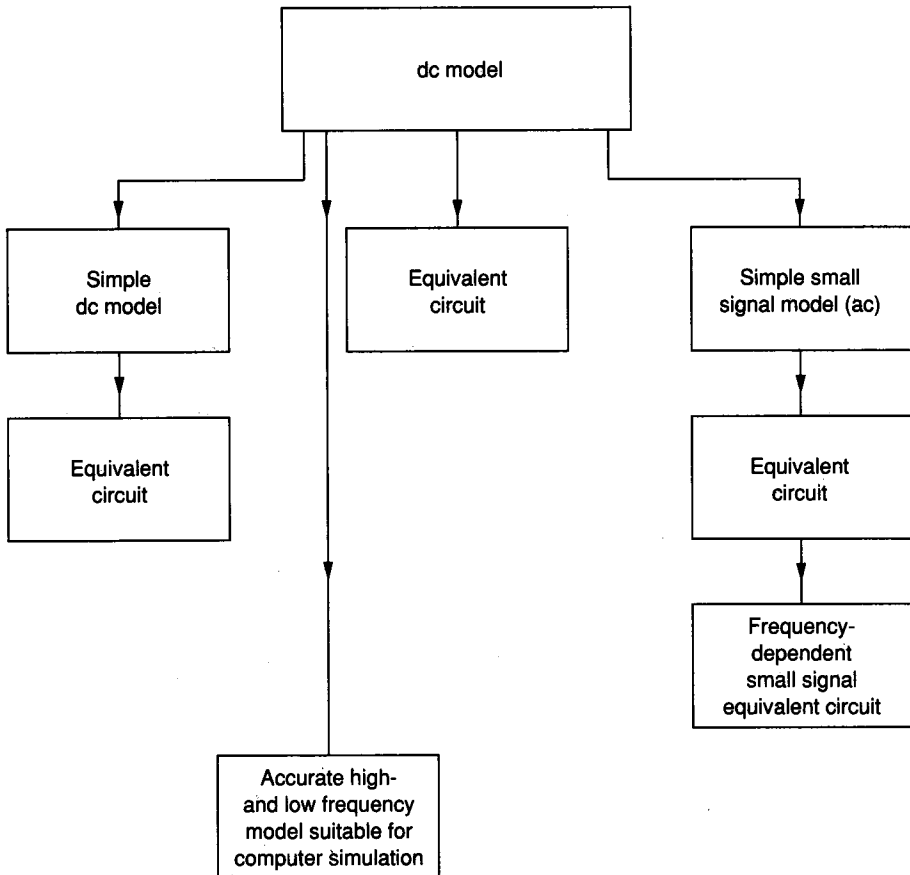 dc model
Simple
dc model
Equivalent
circuit
Simple small
signal model (ac)
Equivalent
circuit
Equivalent
circuit
Frequency-
dependent
small signal
equivalent circuit
Accurate high-
and low frequency
model suitable for
computer simulation